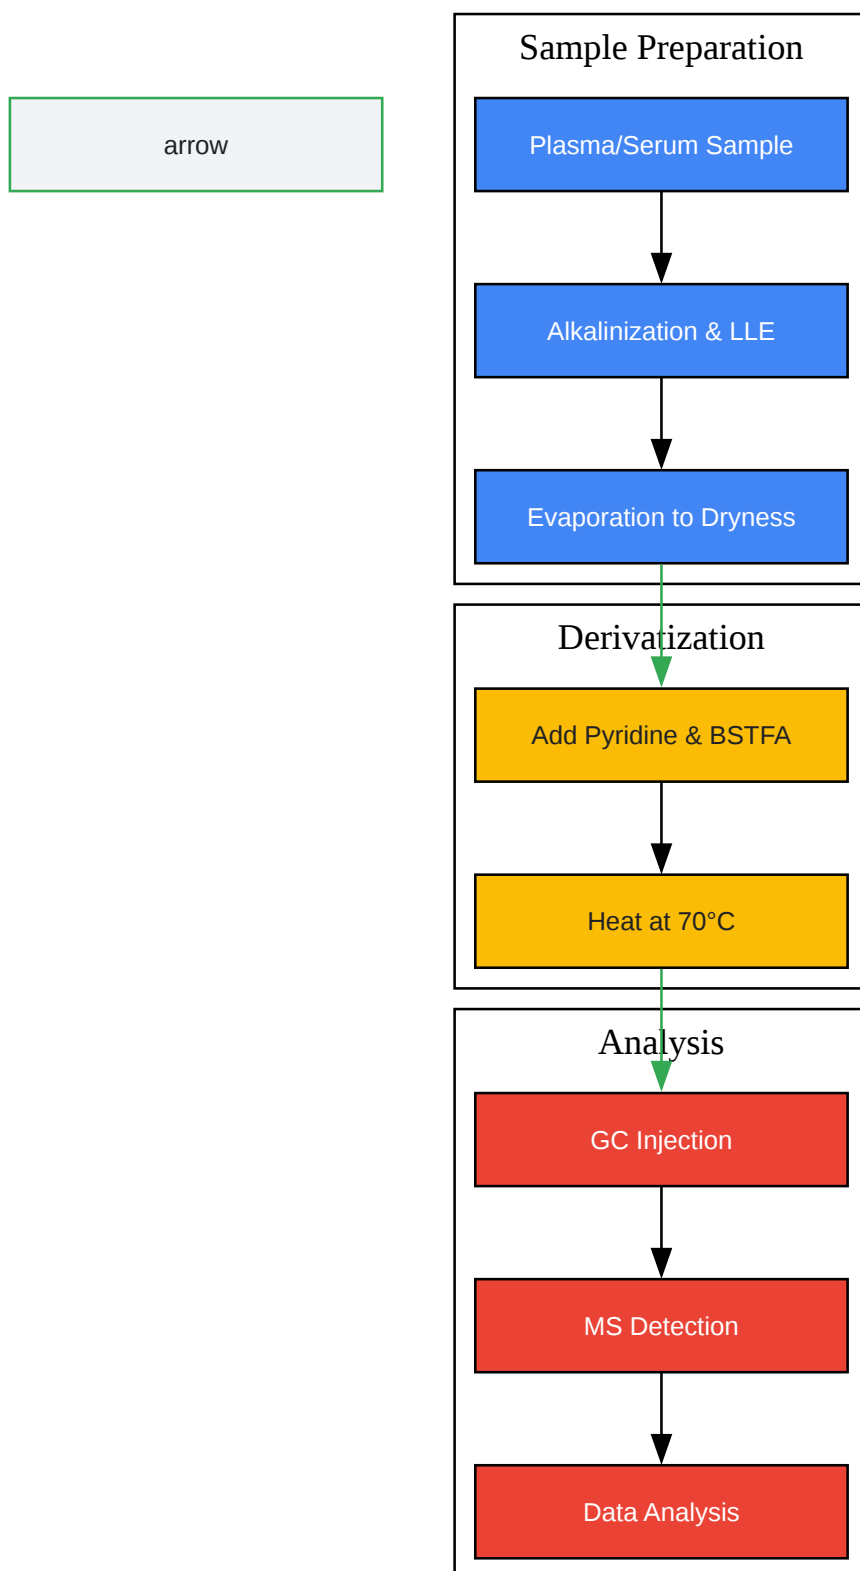 Sample Preparation
arrow
Plasma/Serum Sample
Alkalinization & LLE
Evaporation to Dryness
Derivatization
Add Pyridine & BSTFA
Heat at 70°C
Analysis
GC Injection
MS Detection
Data Analysis